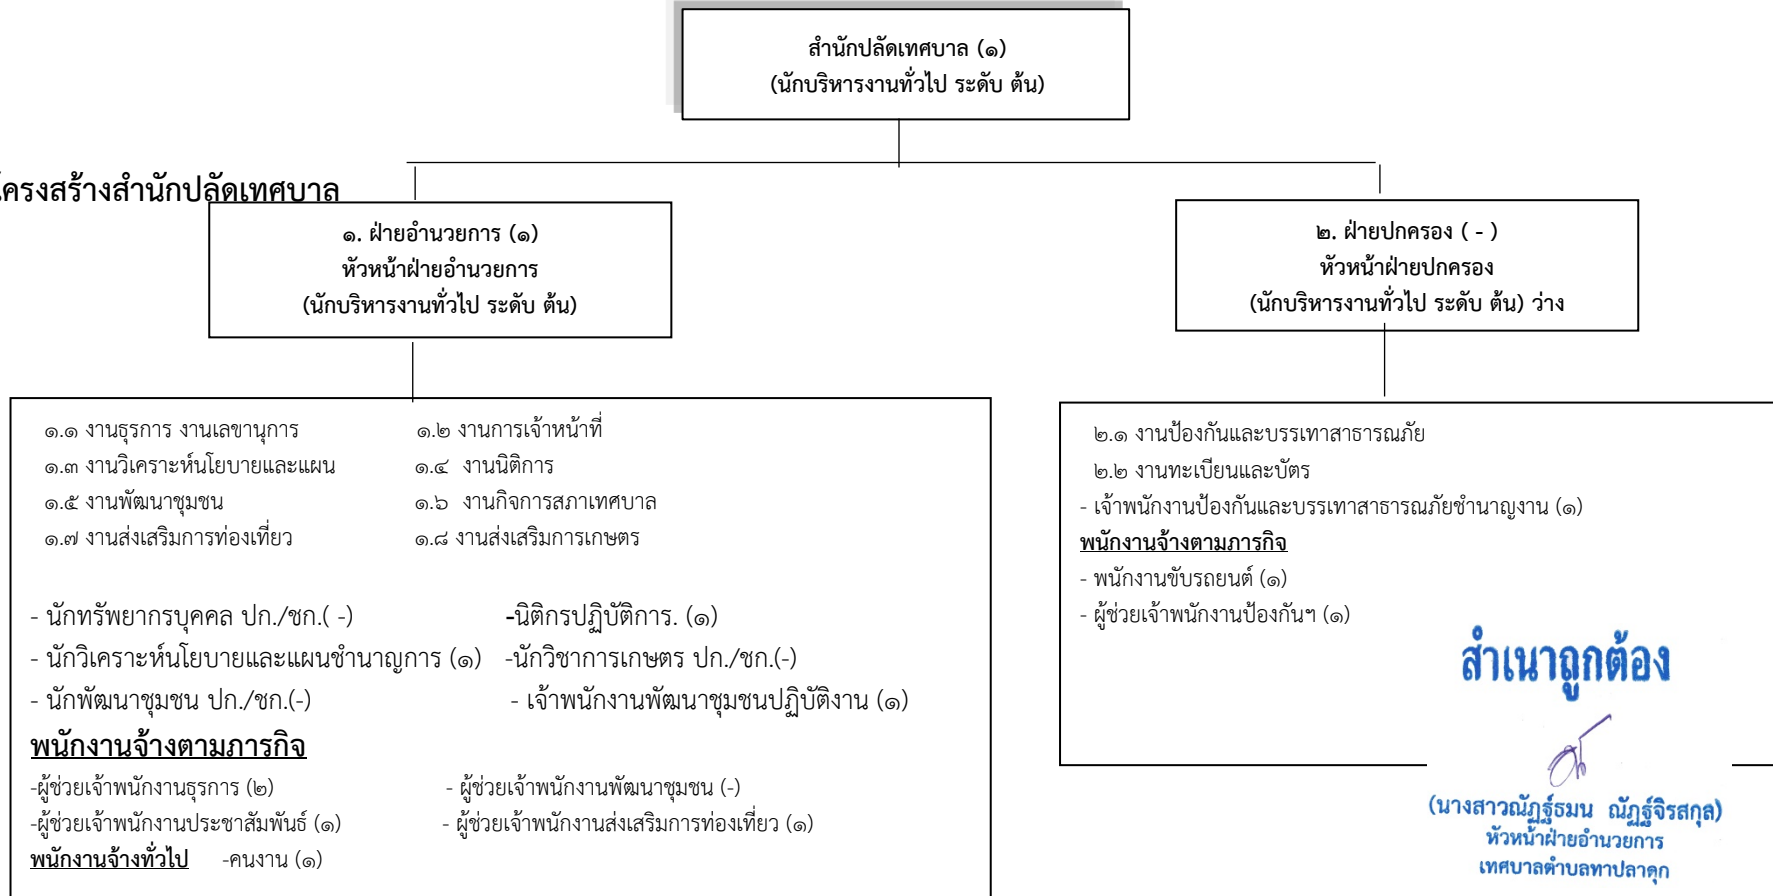 สำนักปลัดเทศบาล (๑)
(นักบริหารงานทั่วไป ระดับ ต้น)
โครงสร้างสำนักปลัดเทศบาล
๑. ฝ่ายอำนวยการ (๑)
หัวหน้าฝ่ายอำนวยการ
(นักบริหารงานทั่วไป ระดับ ต้น)
๒. ฝ่ายปกครอง ( - )
หัวหน้าฝ่ายปกครอง
(นักบริหารงานทั่วไป ระดับ ต้น) ว่าง
๑.๑ งานธุรการ งานเลขานุการ ๑.๒ งานการเจ้าหน้าที่
๑.๓ งานวิเคราะห์นโยบายและแผน ๑.๔ งานนิติการ
๑.๕ งานพัฒนาชุมชน ๑.๖ งานกิจการสภาเทศบาล
๑.๗ งานส่งเสริมการท่องเที่ยว ๑.๘ งานส่งเสริมการเกษตร
- นักทรัพยากรบุคคล ปก./ชก.( -) -นิติกรปฏิบัติการ. (๑)
- นักวิเคราะห์นโยบายและแผนชำนาญการ (๑) -นักวิชาการเกษตร ปก./ชก.(-)
- นักพัฒนาชุมชน ปก./ชก.(-) - เจ้าพนักงานพัฒนาชุมชนปฏิบัติงาน (๑)
พนักงานจ้างตามภารกิจ
-ผู้ช่วยเจ้าพนักงานธุรการ (๒) - ผู้ช่วยเจ้าพนักงานพัฒนาชุมชน (-)
-ผู้ช่วยเจ้าพนักงานประชาสัมพันธ์ (๑) - ผู้ช่วยเจ้าพนักงานส่งเสริมการท่องเที่ยว (๑)
พนักงานจ้างทั่วไป -คนงาน (๑)
๒.๑ งานป้องกันและบรรเทาสาธารณภัย
๒.๒ งานทะเบียนและบัตร
- เจ้าพนักงานป้องกันและบรรเทาสาธารณภัยชำนาญงาน (๑)
พนักงานจ้างตามภารกิจ
- พนักงานขับรถยนต์ (๑)
- ผู้ช่วยเจ้าพนักงานป้องกันฯ (๑)
สำเนาถูกต้อง
(นางสาวณัฏฐ์ธมน ณัฏฐ์จิรสกุล)
หัวหน้าฝ่ายอำนวยการ
เทศบาลตำบลทาปลาดุก